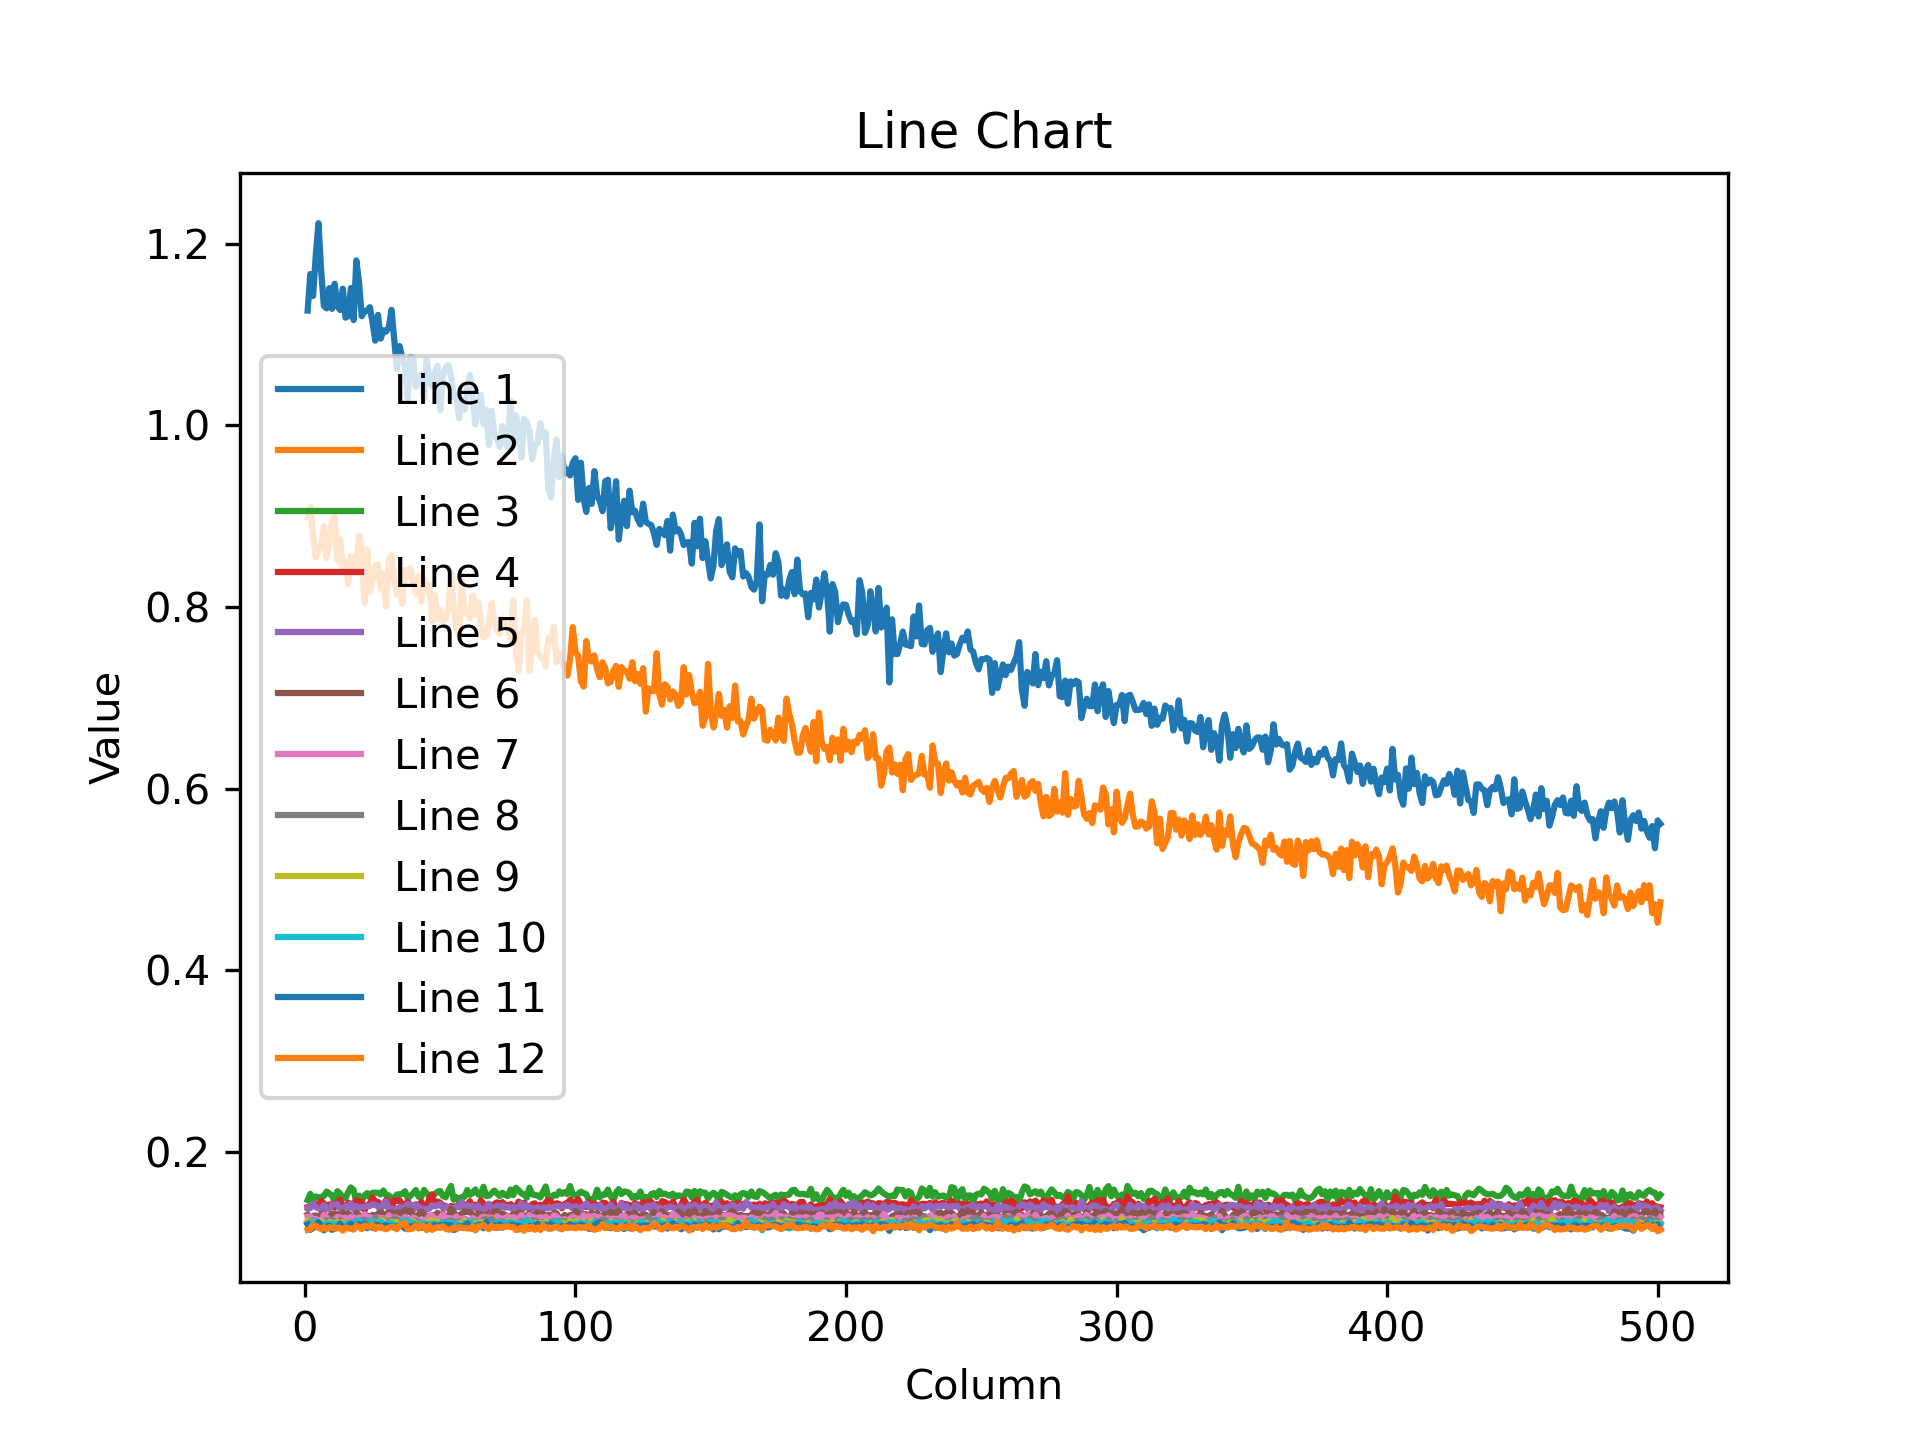 Line Chart
1.2
1.0
0.8
0.6
0.4
0.2
Value
Line 1
Line 2
Line 3
Line 4
Line 5
Line 6
Line 7
Line 8
Line 9
Line 10
Line 11
Line 12
0 100 200 300 400 500
Column